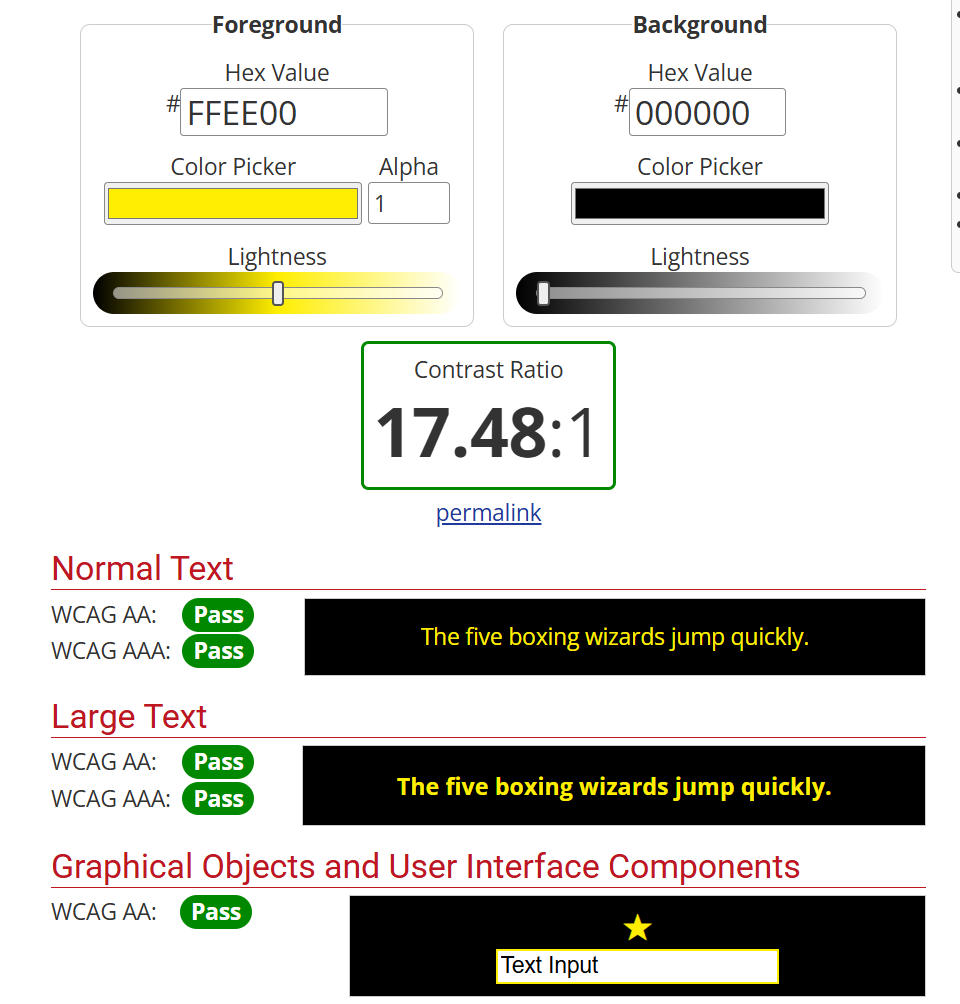 Foreground
Hex Value
#FFEE00
Color Picker
Alpha
1
Lightness
Background
Hex Value
#000000
Color Picker
Lightness
Contrast Ratio
17.48:1
permalink
Normal Text
WCAG AA: Pass
WCAG AAA: Pass
The five boxing wizards jump quickly.
Large Text
WCAG AA: Pass
WCAG AAA: Pass
The five boxing wizards jump quickly.
Graphical Objects and User Interface Components
WCAG AA: Pass
Text Input